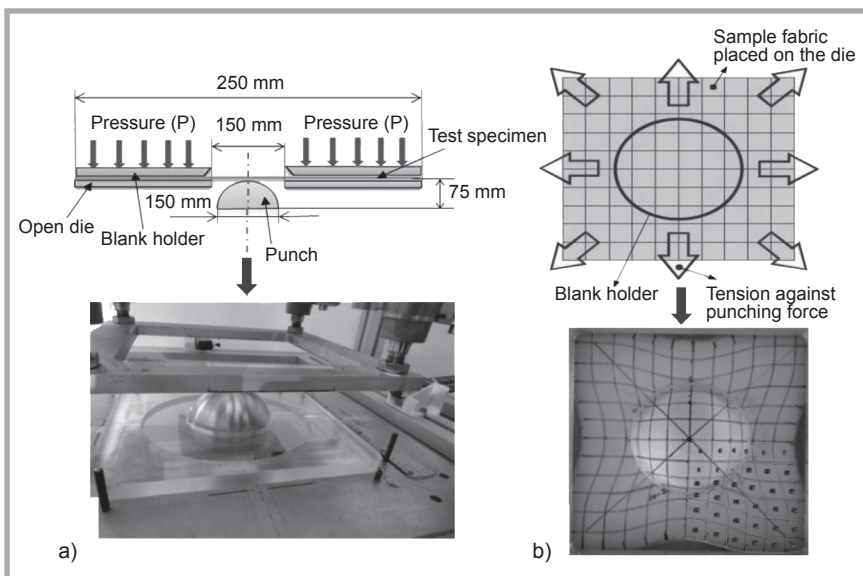 250 mm
Pressure (P)
150 mm
Pressure (P)
Test specimen
150 mm
75 mm
Open die
Blank holder
Punch
a)
Sample fabric
placed on the die
Blank holder
Tension against
punching force
b)